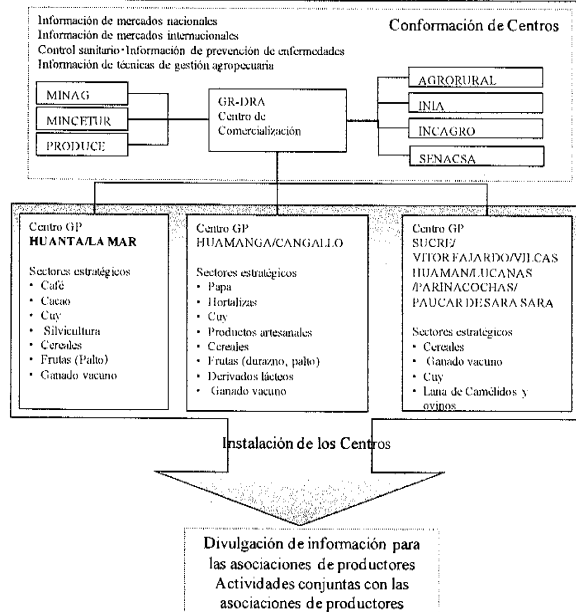 Información de mercados nacionales
Información de mercados internacionales
Control sanitario·Información de prevención de enfermedades
Información de técnicas de gestión agropecuaria
Conformación de Centros
MINAG
MINCETUR
PRODUCE
GR-DRA
Centro de
Comercialización
AGRORURAL
INIA
INCAGRO
SENACSA
Centro GP
HUANTA/LA MAR
Sectores estratégicos
• Café
• Cacao
• Cuy
• Silvicultura
• Cereales
• Frutas (Palto)
• Ganado vacuno
Centro GP
HUAMANGA/CANGALLO
Sectores estratégicos
• Papa
• Hortalizas
• Cuy
• Productos artesanales
• Cereales
• Frutas (durazno, palto)
• Derivados lácteos
• Ganado vacuno
Centro GP
SUCRE/
VITOR FAJARDO/VILCAS
HUAMAN/LUCANAS
/PARINACOCHAS/
PAUCAR DE SARA SARA
Sectores estratégicos
• Cereales
• Ganado vacuno
• Cuy
• Lana de Camélidos y
ovinos
Instalación de los Centros
Divulgación de información para
las asociaciones de productores
Actividades conjuntas con las
asociaciones de productores